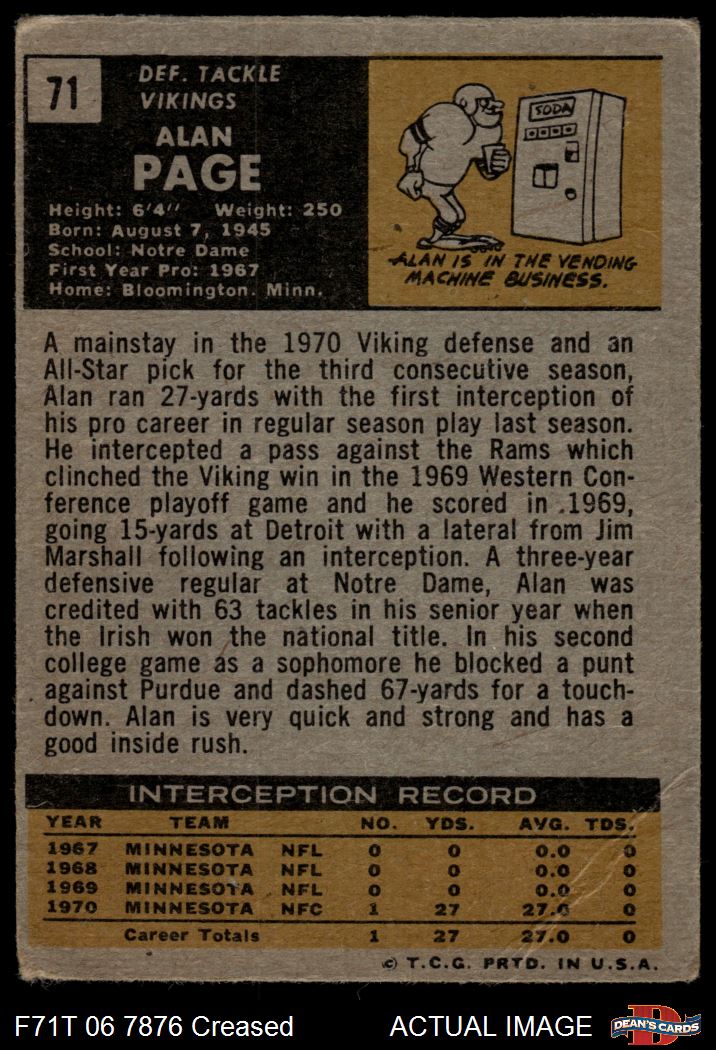 71
DEF. TACKLE
VIKINGS
ALAN
PAGE
Height: 6'4'' Weight: 250
Born: August 7, 1945
School: Notre Dame
First Year Pro: 1967
Home: Bloomington. Minn.
SODA
ALAN IS IN THE VENDING
MACHINE BUSINESS.
A mainstay in the 1970 Viking defense and an
All-Star pick for the third consecutive season,
Alan ran 27-yards with the first interception of
his pro career in regular season play last season.
He intercepted a pass against the Rams which
clinched the Viking win in the 1969 Western Con-
ference playoff game and he scored in 1969,
going 15-yards at Detroit with a lateral from Jim
Marshall following an interception. A three-year
defensive regular at Notre Dame, Alan was
credited with 63 tackles in his senior year when
the Irish won the national title. In his second
college game as a sophomore he blocked a punt
against Purdue and dashed 67-yards for a touch-
down. Alan is very quick and strong and has a
good inside rush.
INTERCEPTION RECORD
YEAR TEAM NO. YDS. AVG. TDS.
1967 MINNESOTA NFL 0 0 0.0 0
1968 MINNESOTA NFL 0 0 0.0 0
1969 MINNESOTA NFL 0 0 0.0 0
1970 MINNESOTA NFC 1 27 27.0 0
Career Totals 1 27 27.0 0
© T.C.G. PRTD. IN U.S.A.
F71T 06 7876 Creased ACTUAL IMAGE
D
DEAN'S CARDS